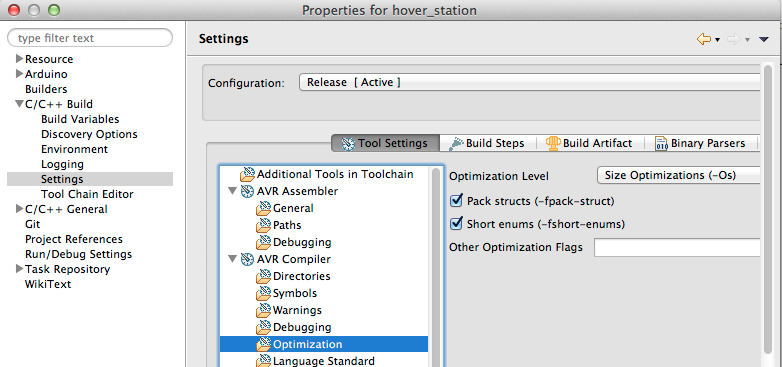 Properties for hover_station
type filter text
Resource
Arduino
Builders
C/C++ Build
Build Variables
Discovery Options
Environment
Logging
Settings
Tool Chain Editor
C/C++ General
Git
Project References
Run/Debug Settings
Task Repository
WikiText
Settings
Configuration: Release [ Active ]
Tool Settings Build Steps Build Artifact Binary Parsers
Additional Tools in Toolchain
AVR Assembler
General
Paths
Debugging
AVR Compiler
Directories
Symbols
Warnings
Debugging
Optimization
Language Standard
Optimization Level Size Optimizations (-Os)
Pack structs (-fpack-struct)
Short enums (-fshort-enums)
Other Optimization Flags